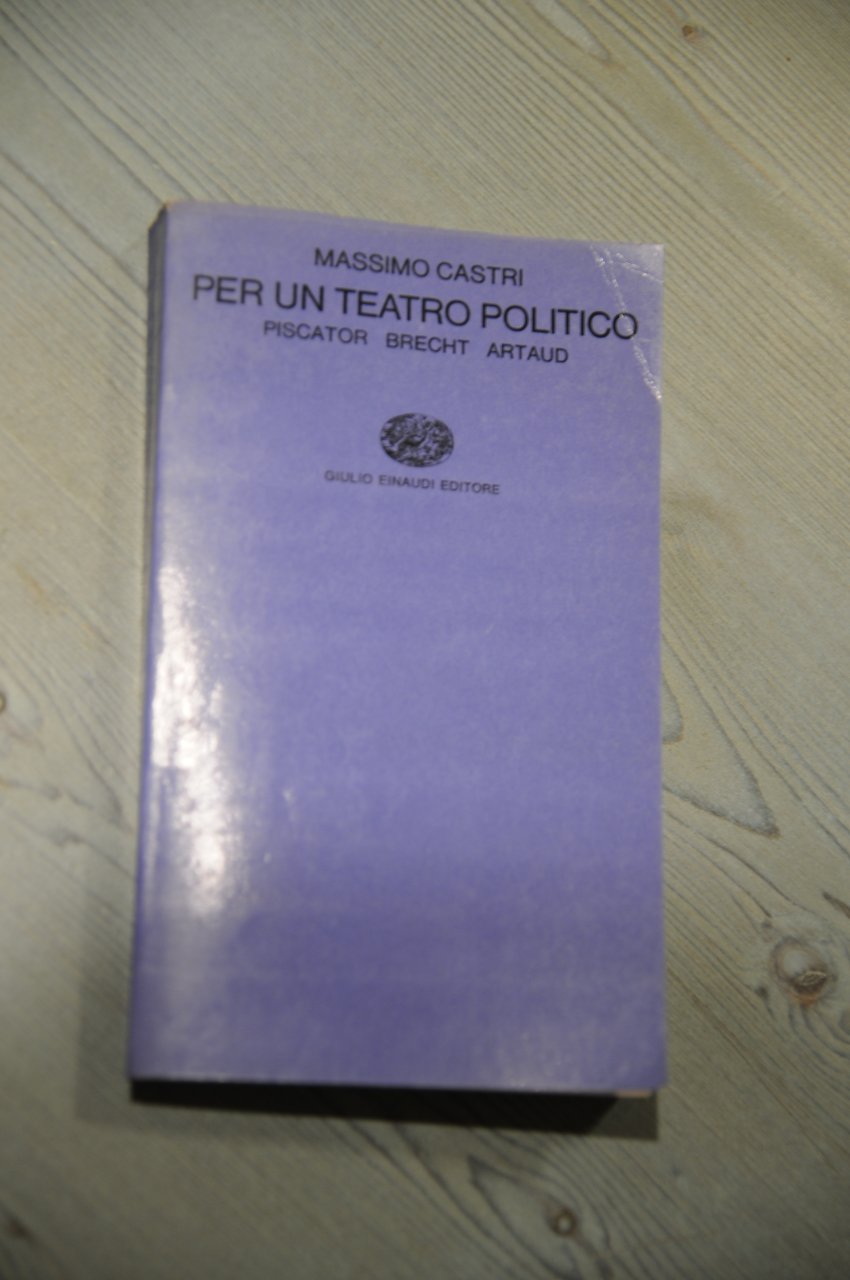 MASSIMO CASTRI
PER UN TEATRO POLITICO
PISCATOR BRECHT ARTAUD
GIULIO EINAUDI EDITORE